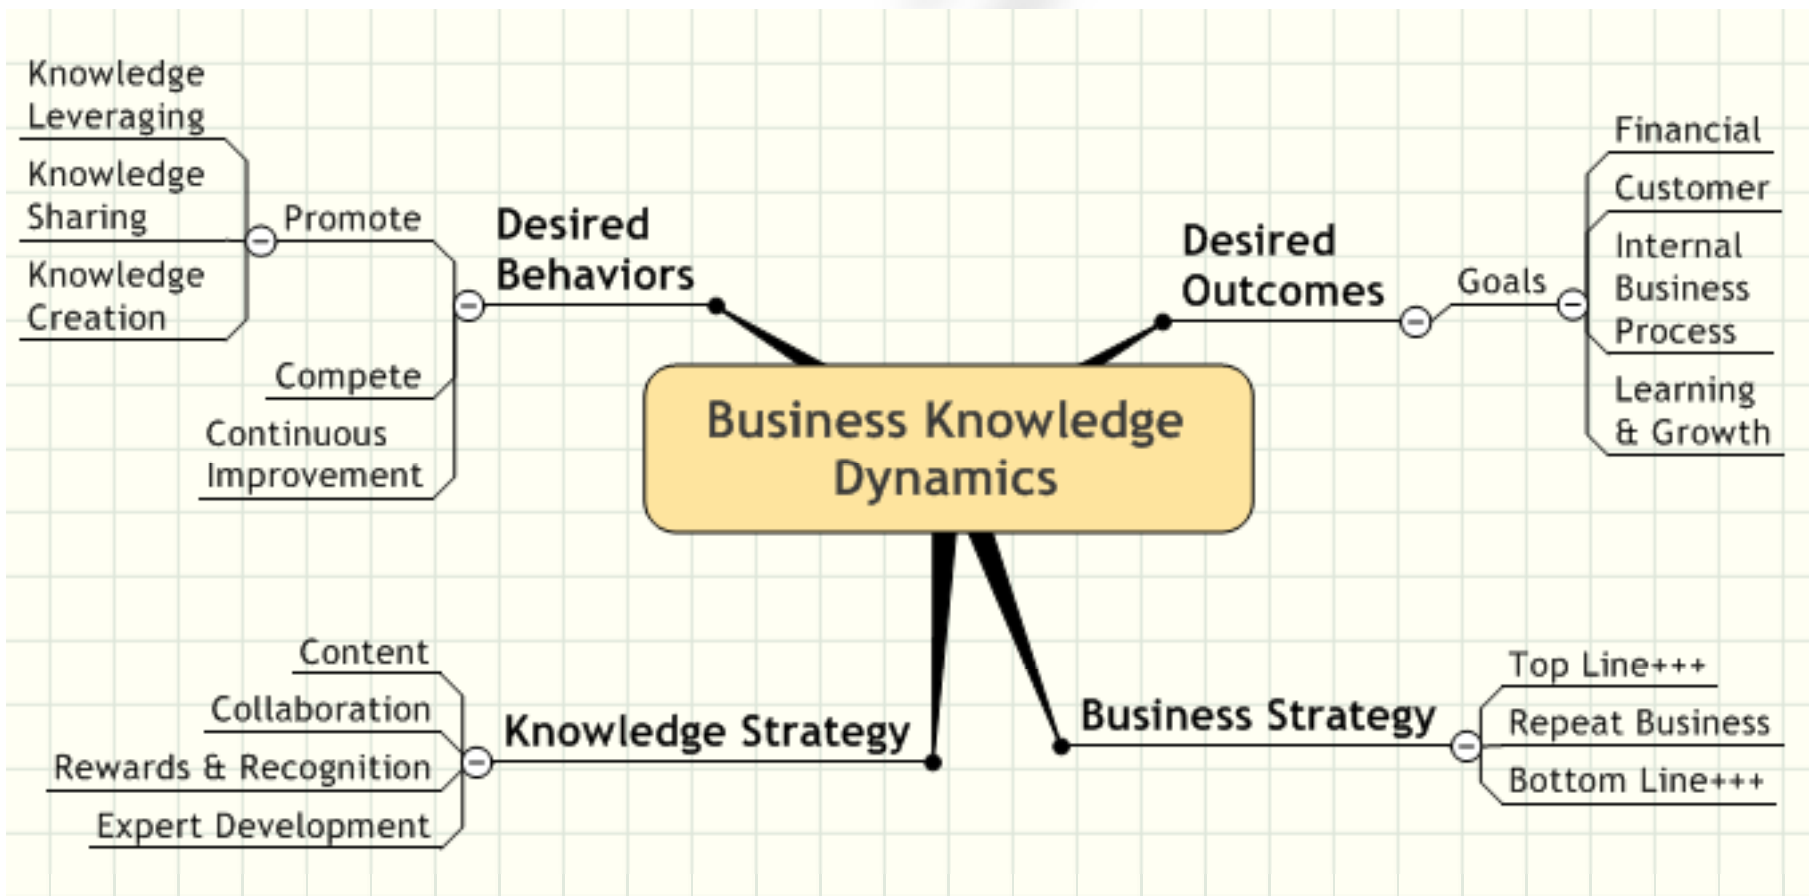 Knowledge
Leveraging
Knowledge
Sharing
Knowledge
Creation
Promote
Compete
Continuous
Improvement
Desired
Behaviors
Desired
Outcomes
Goals
Financial
Customer
Internal
Business
Process
Learning
& Growth
Business Knowledge
Dynamics
Content
Collaboration
Rewards & Recognition
Expert Development
Knowledge Strategy
Business Strategy
Top Line+++
Repeat Business
Bottom Line+++